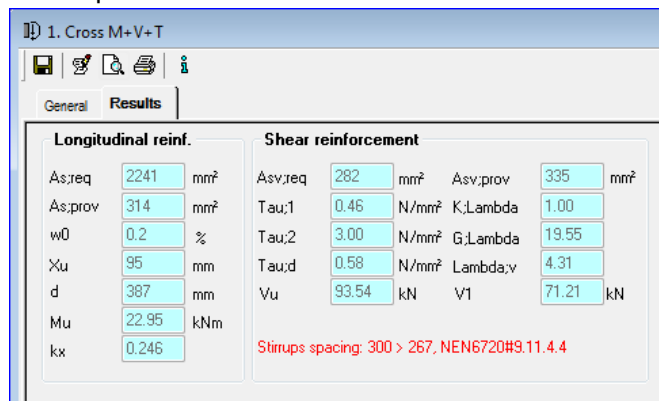 1. Cross M+V+T
General Results
Longitudinal reinf. Shear reinforcement
As;req 2241 mm² Asv;req 282 mm² Asv;prov 335 mm²
As;prov 314 mm² Tau;1 0.46 N/mm² K;Lambda 1.00
w0 0.2 % Tau;2 3.00 N/mm² G;Lambda 19.55
Xu 95 mm Tau;d 0.58 N/mm² Lambda;v 4.31
d 387 mm Vu 93.54 kN V1 71.21 kN
Mu 22.95 kNm
kx 0.246 Stirrups spacing: 300 > 267, NEN6720#9.11.4.4